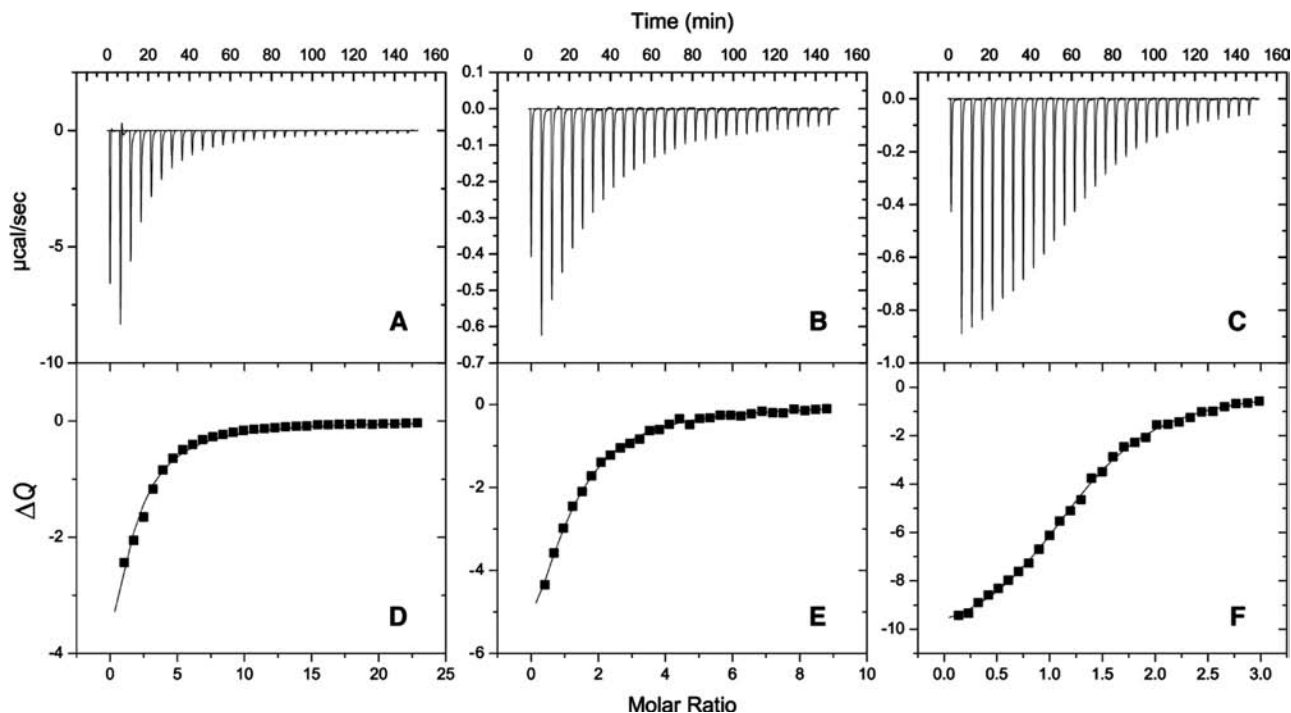 Time (min)
0 20 40 60 80 100 120 140 160
0 20 40 60 80 100 120 140 160
0 20 40 60 80 100 120 140 160
µcal/sec
0
-5
-10
A
0.1
0.0
-0.1
-0.2
-0.3
-0.4
-0.5
-0.6
-0.7
B
0.0
-0.2
-0.4
-0.6
-0.8
-1.0
C
ΔQ
0
-2
-4
D
0 5 10 15 20 25
0
-2
-4
-6
E
0 2 4 6 8 10
0
-2
-4
-6
-8
-10
F
0.0 0.5 1.0 1.5 2.0 2.5 3.0
Molar Ratio